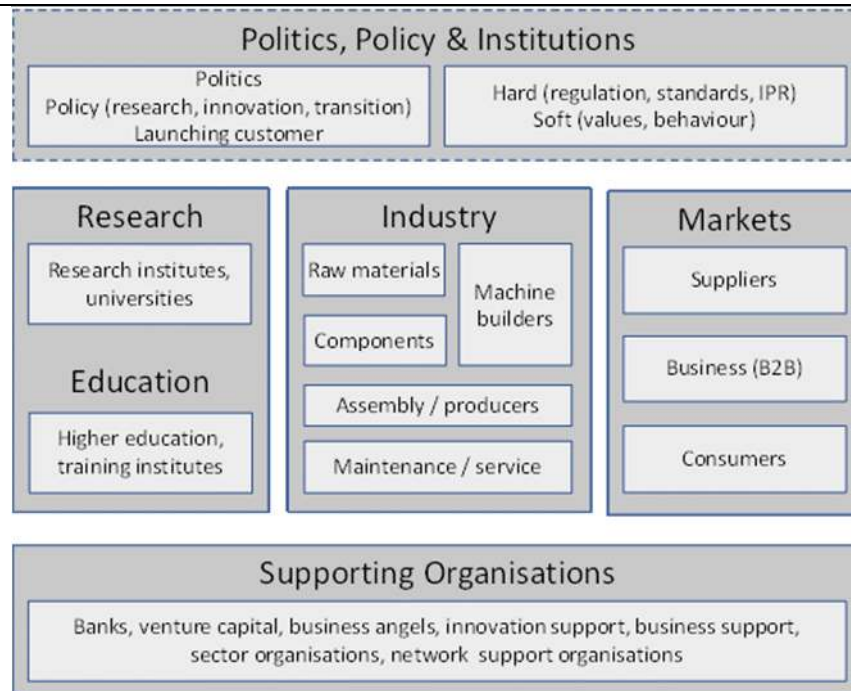 Politics, Policy & Institutions
Politics
Policy (research, innovation, transition)
Launching customer
Hard (regulation, standards, IPR)
Soft (values, behaviour)
Research
Research institutes,
universities
Education
Higher education,
training institutes
Industry
Raw materials
Machine
builders
Components
Assembly / producers
Maintenance / service
Markets
Suppliers
Business (B2B)
Consumers
Supporting Organisations
Banks, venture capital, business angels, innovation support, business support,
sector organisations, network support organisations